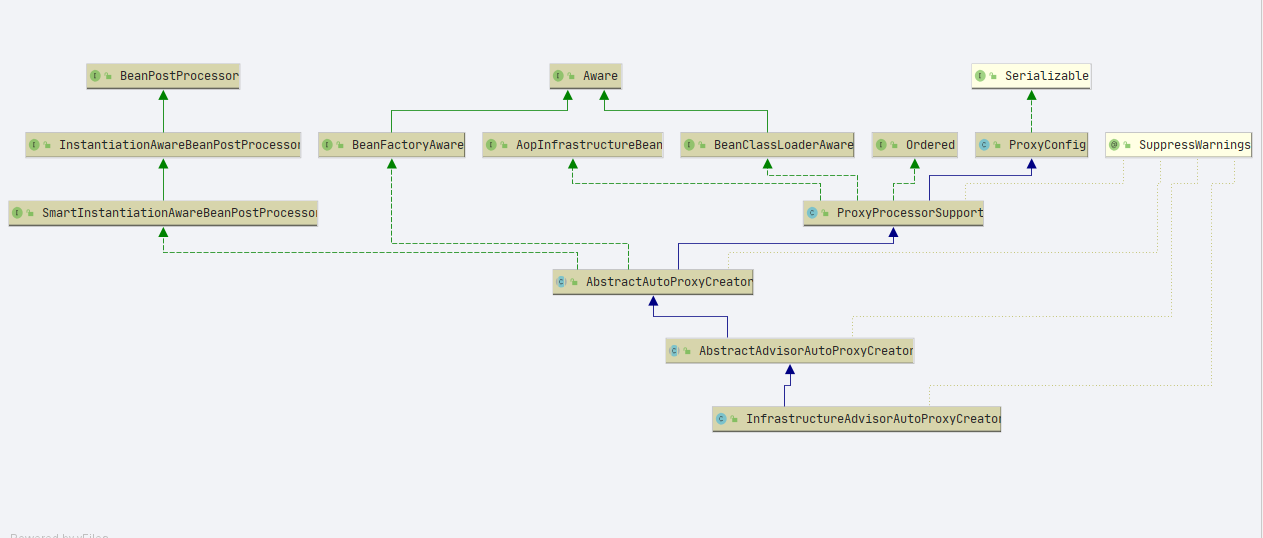 BeanPostProcessor
Aware
Serializable
InstantiationAwareBeanPostProcessor
BeanFactoryAware
AopInfrastructureBean
BeanClassLoaderAware
Ordered
ProxyConfig
SuppressWarnings
SmartInstantiationAwareBeanPostProcessor
ProxyProcessorSupport
AbstractAutoProxyCreator
AbstractAdvisorAutoProxyCreator
InfrastructureAdvisorAutoProxyCreator
Powered by yFiles